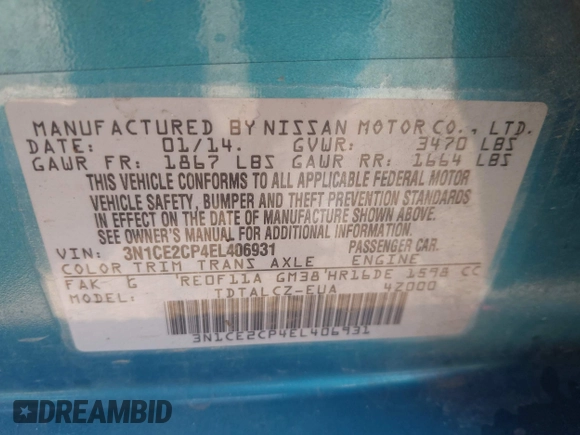 MANUFACTURED BY NISSAN MOTOR CO., LTD.
DATE: 01/14. GVWR: 3470 LBS
GAWR FR: 1867 LBS GAWR RR: 1664 LBS
THIS VEHICLE CONFORMS TO ALL APPLICABLE FEDERAL MOTOR
VEHICLE SAFETY, BUMPER AND THEFT PREVENTION STANDARDS
IN EFFECT ON THE DATE OF MANUFACTURE SHOWN ABOVE.
SEE OWNER'S MANUAL FOR ADDITIONAL INFORMATION.
VIN: 3N1CE2CP4EL406931 PASSENGER CAR.
COLOR TRIM TRANS AXLE ENGINE
FAK G RE0F11A GM38 HR16DE 1598 CC
MODEL: TDTALCZ-EUA 42000
3N1CE2CP4EL406931
DREAMBID